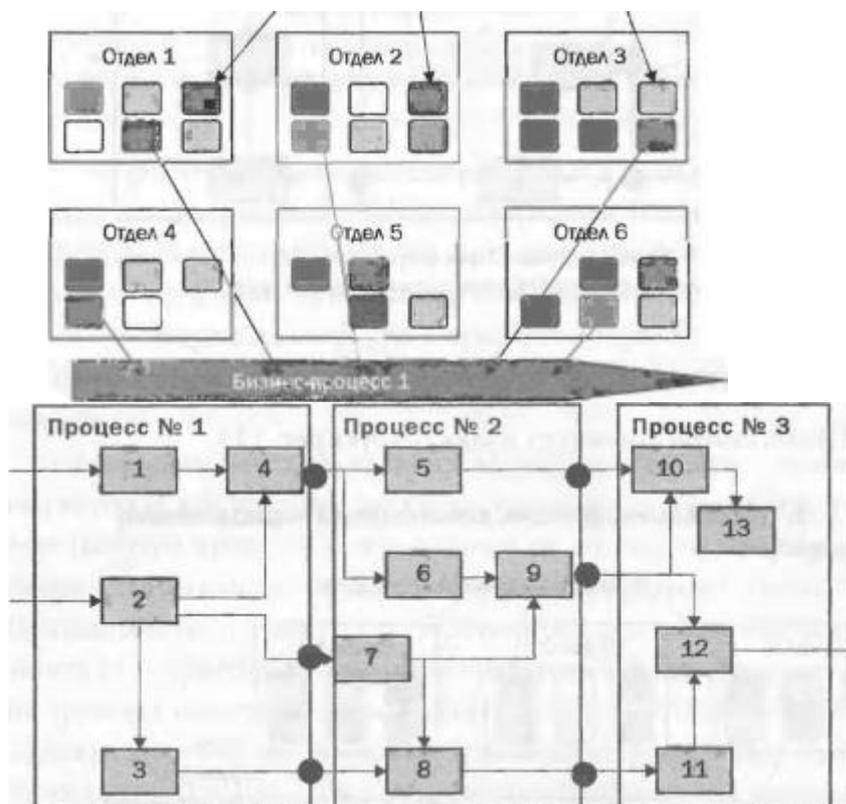 Отдел 1
Отдел 2
Отдел 3
Отдел 4
Отдел 5
Отдел 6
Бизнес-процесс 1
Процесс № 1
Процесс № 2
Процесс № 3
1
4
5
10
13
2
6
9
7
12
3
8
11